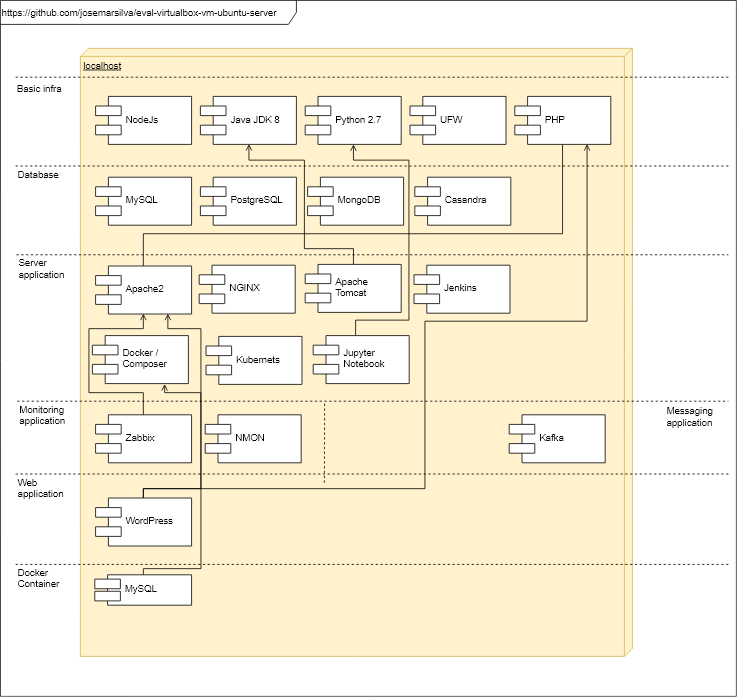 https://github.com/josemarsilva/eval-virtualbox-vm-ubuntu-server
localhost
Basic infra
NodeJs
Java JDK 8
Python 2.7
UFW
PHP
Database
MySQL
PostgreSQL
MongoDB
Casandra
Server
application
Apache2
NGINX
Apache
Tomcat
Jenkins
Docker /
Composer
Kubernets
Jupyter
Notebook
Monitoring
application
Messaging
application
Zabbix
NMON
Kafka
Web
application
WordPress
Docker
Container
MySQL